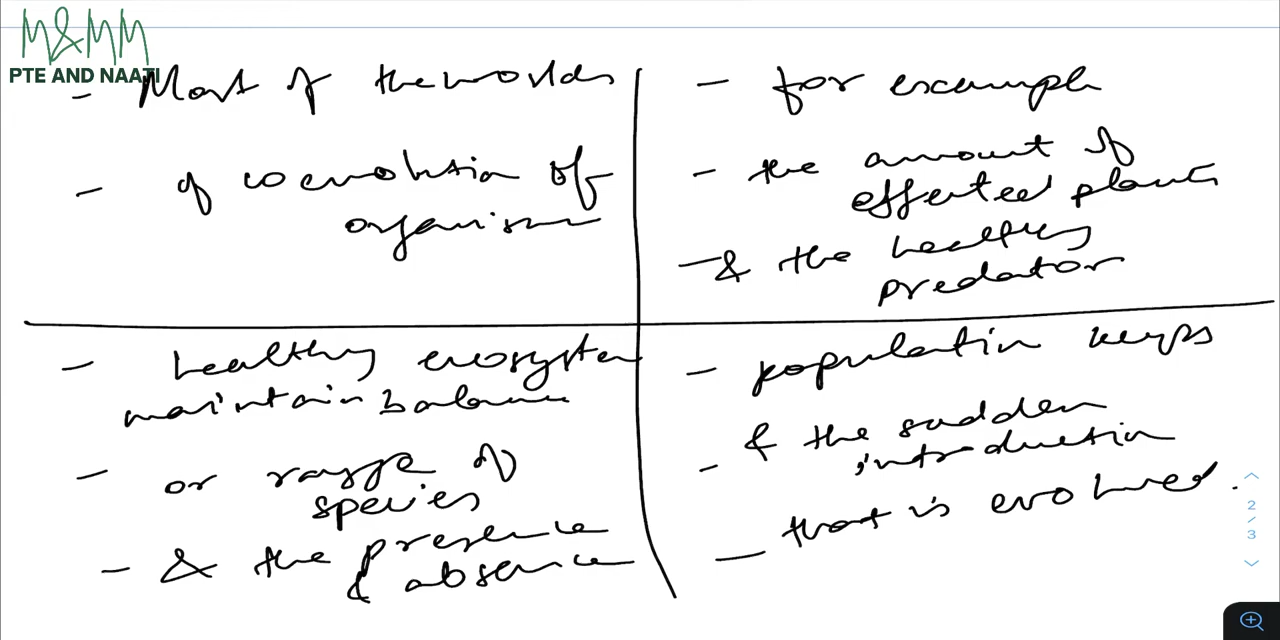 M&MM
PTE AND NAATI
- Most of the worlds
- of coevolution of
organism
- healthy ecosystem
maintain balance
- or range of
species
- & the presence
& absence
- for example
- the amount of
effected plants
- & the healthy
predator
- population keeps
- & the sudden
introduction
- that is evolved.
2
/
3